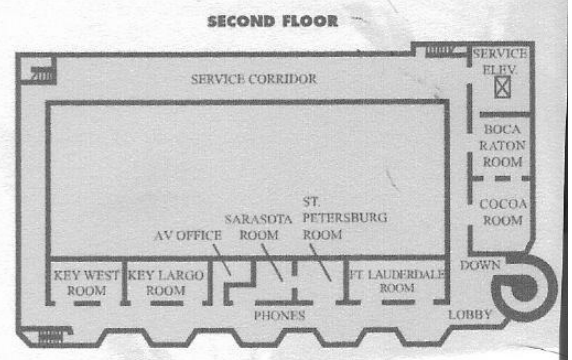 SECOND FLOOR
SERVICE CORRIDOR
SERVICE
ELEV.
BOCA
RATON
ROOM
COCOA
ROOM
ST.
PETERSBURG
ROOM
SARASOTA
ROOM
AV OFFICE
KEY WEST
ROOM
KEY LARGO
ROOM
FT. LAUDERDALE
ROOM
DOWN
PHONES
LOBBY